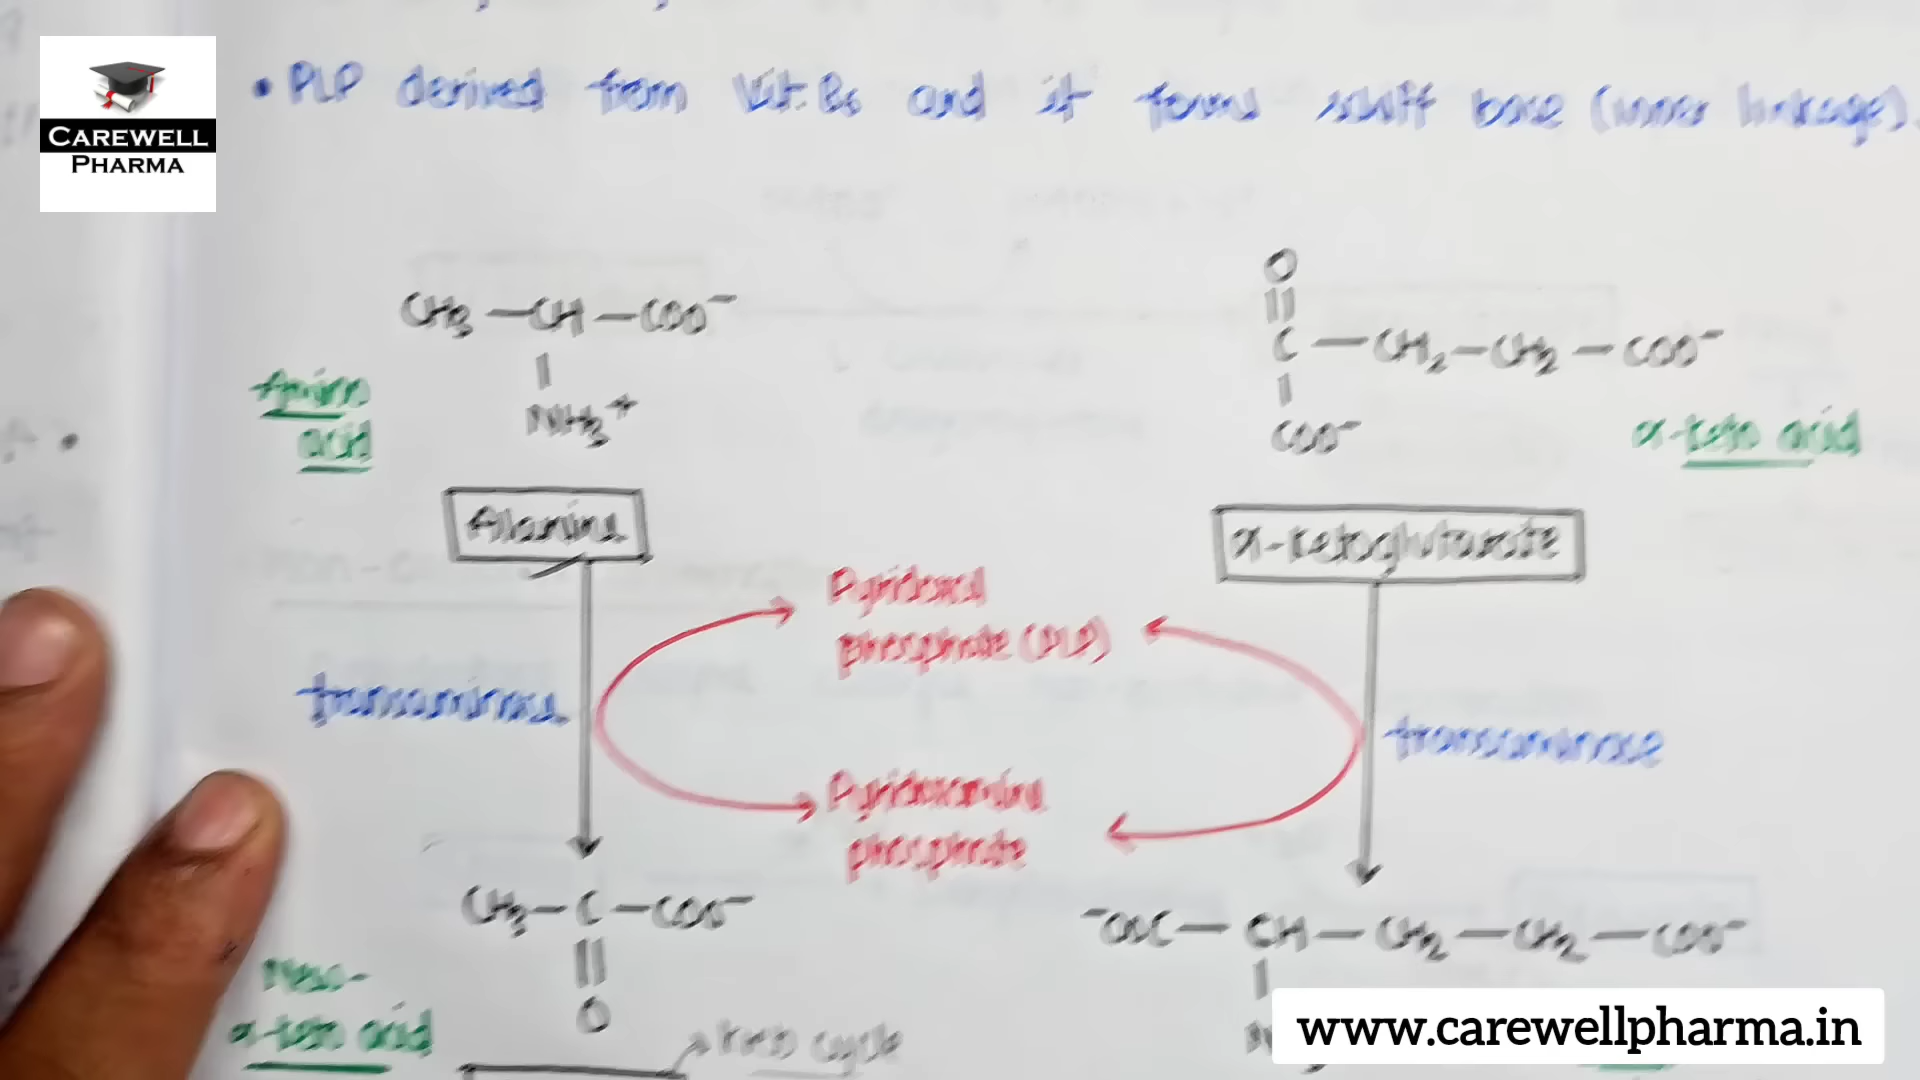 CAREWELL
PHARMA
• PLP derived from Vit. B6 and it forms schiff base (inner linkage).
CH3 — CH — COO⁻
|
NH3⁺
Amino
acid
O
||
C — CH2 — CH2 — COO⁻
|
COO⁻
α-keto acid
Alanine
α-Ketoglutarate
Pyridoxal
phosphate (PLP)
transaminase
transaminase
Pyridoxamine
phosphate
CH3 — C — COO⁻
||
O
⁻OOC — CH — CH2 — CH2 — COO⁻
|
New-
α-keto acid
Kreb cycle
www.carewellpharma.in